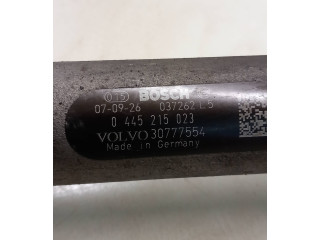 BOSCH
07-09-26 037262 L5
0 445 215 023
VOLVO 30777554
Made in Germany